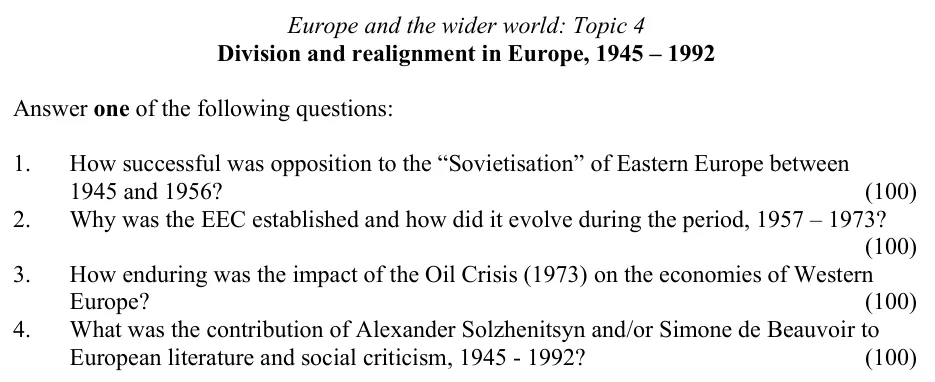 Europe and the wider world: Topic 4
Division and realignment in Europe, 1945 – 1992
Answer one of the following questions:
1. How successful was opposition to the “Sovietisation” of Eastern Europe between
1945 and 1956? (100)
2. Why was the EEC established and how did it evolve during the period, 1957 – 1973?
(100)
3. How enduring was the impact of the Oil Crisis (1973) on the economies of Western
Europe? (100)
4. What was the contribution of Alexander Solzhenitsyn and/or Simone de Beauvoir to
European literature and social criticism, 1945 - 1992? (100)